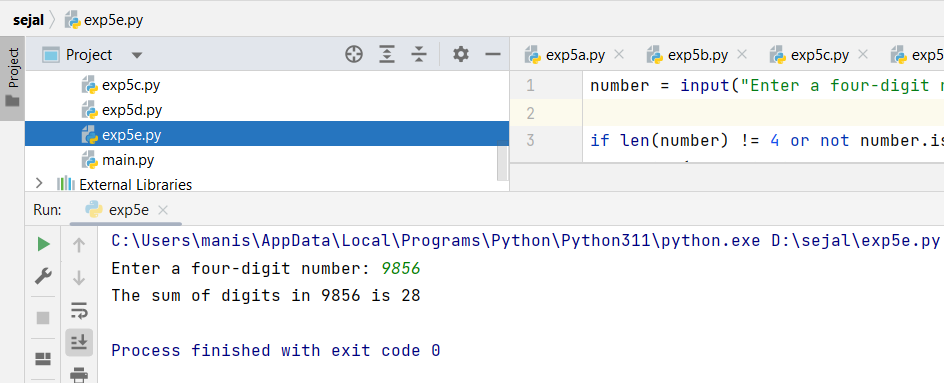 sejal exp5e.py
Project
Project
exp5c.py
exp5d.py
exp5e.py
main.py
External Libraries
exp5a.py exp5b.py exp5c.py exp5
1 number = input("Enter a four-digit
2
3 if len(number) != 4 or not number.is
Run: exp5e
C:\Users\manis\AppData\Local\Programs\Python\Python311\python.exe D:\sejal\exp5e.py
Enter a four-digit number: 9856
The sum of digits in 9856 is 28
Process finished with exit code 0